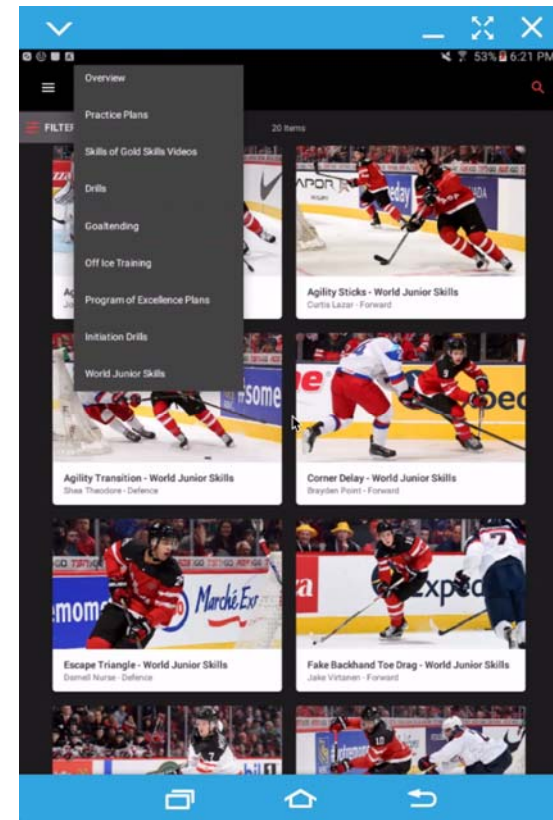 53% 6:21 PM
Overview
Practice Plans
Skills of Gold Skills Videos
Drills
Goaltending
Off Ice Training
Program of Excellence Plans
Initiation Drills
World Junior Skills
FILTER
20 Items
Agility Sticks - World Junior Skills
Curtis Lazar - Forward
Agility Transition - World Junior Skills
Shea Theodore - Defence
Corner Delay - World Junior Skills
Brayden Point - Forward
Marché
Escape Triangle - World Junior Skills
Darnell Nurse - Defence
Fake Backhand Toe Drag - World Junior Skills
Jake Virtanen - Forward